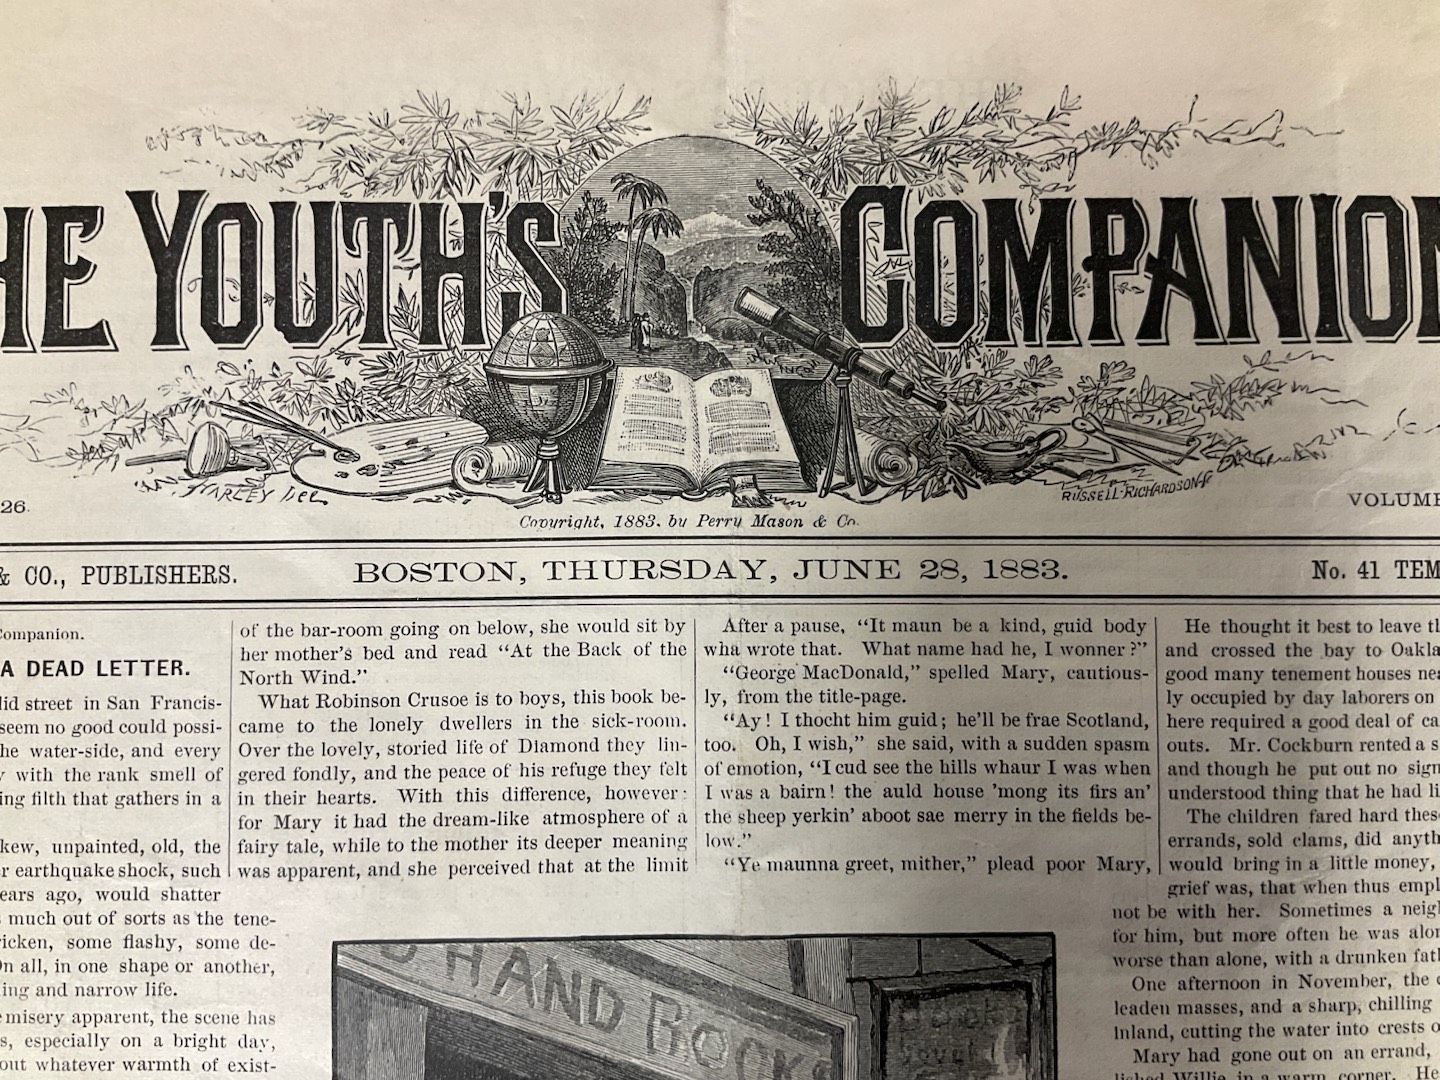 HE YOUTH'S COMPANION
HARLEY Del
RUSSELL-RICHARDSON
26.
Copyright, 1883, by Perry Mason & Co.
VOLUME
& CO., PUBLISHERS.
BOSTON, THURSDAY, JUNE 28, 1883.
No. 41 TEM
Companion.
A DEAD LETTER.
lid street in San Francis-
seem no good could possi-
he water-side, and every
y with the rank smell of
ing filth that gathers in a
kew, unpainted, old, the
r earthquake shock, such
ears ago, would shatter
s much out of sorts as the tene-
ricken, some flashy, some de-
On all, in one shape or another,
ing and narrow life.
e misery apparent, the scene has
s, especially on a bright day,
out whatever warmth of exist-
of the bar-room going on below, she would sit by
her mother's bed and read "At the Back of the
North Wind."
What Robinson Crusoe is to boys, this book be-
came to the lonely dwellers in the sick-room.
Over the lovely, storied life of Diamond they lin-
gered fondly, and the peace of his refuge they felt
in their hearts. With this difference, however:
for Mary it had the dream-like atmosphere of a
fairy tale, while to the mother its deeper meaning
was apparent, and she perceived that at the limit
After a pause, "It maun be a kind, guid body
wha wrote that. What name had he, I wonner?"
"George MacDonald," spelled Mary, cautious-
ly, from the title-page.
"Ay! I thocht him guid; he'll be frae Scotland,
too. Oh, I wish," she said, with a sudden spasm
of emotion, "I cud see the hills whaur I was when
I was a bairn! the auld house 'mong its firs an'
the sheep yerkin' aboot sae merry in the fields be-
low."
"Ye maunna greet, mither," plead poor Mary,
HAND BOOKS
He thought it best to leave th
and crossed the bay to Oakla
good many tenement houses nea
ly occupied by day laborers on
here required a good deal of ca
outs. Mr. Cockburn rented a s
and though he put out no sign
understood thing that he had li
The children fared hard these
errands, sold clams, did anyth
would bring in a little money,
grief was, that when thus empl
not be with her. Sometimes a neigh
for him, but more often he was alon
worse than alone, with a drunken fath
One afternoon in November, the c
leaden masses, and a sharp, chilling
inland, cutting the water into crests o
Mary had gone out on an errand,
lished Willie in a warm corner. He